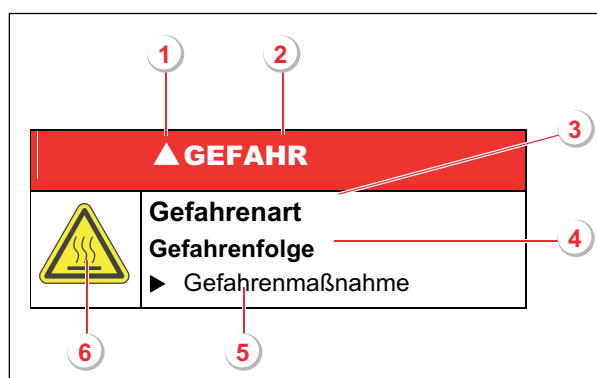 1 2
▲GEFAHR
3
Gefahrenart
Gefahrenfolge
4
► Gefahrenmaßnahme
6 5